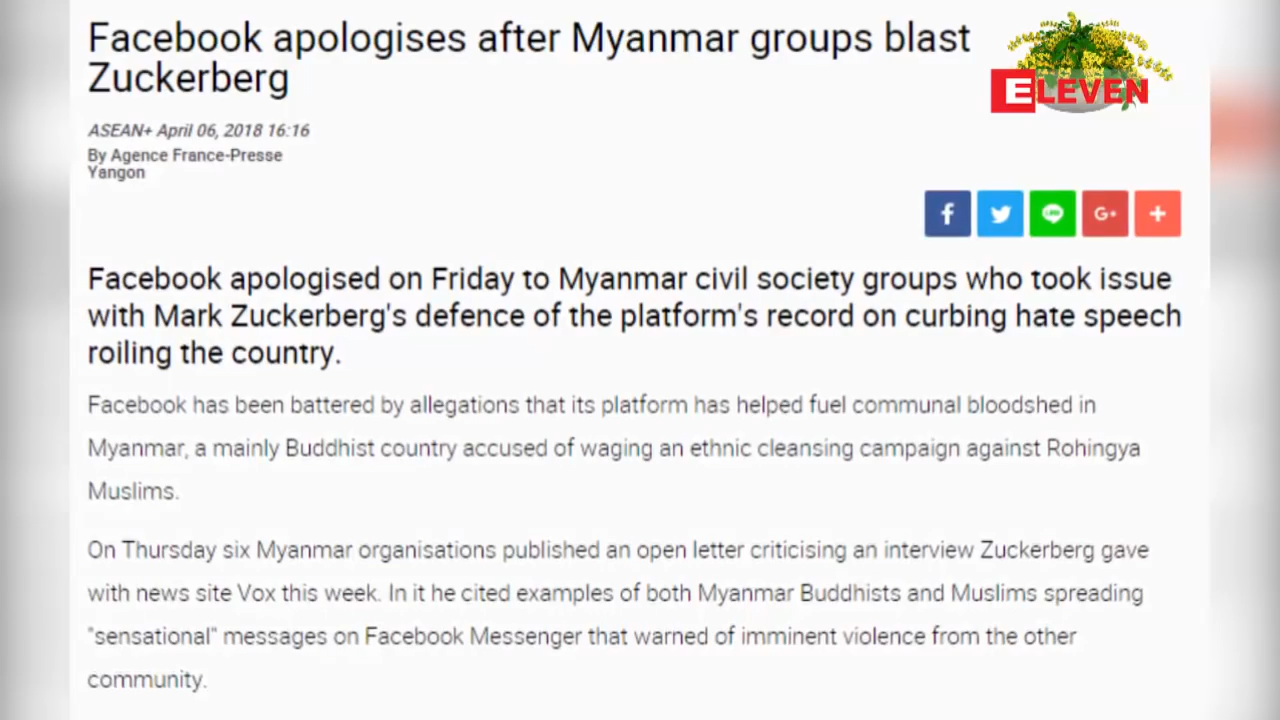 Facebook apologises after Myanmar groups blast
Zuckerberg
ELEVEN
ASEAN+ April 06, 2018 16:16
By Agence France-Presse
Yangon
f
G+
+
Facebook apologised on Friday to Myanmar civil society groups who took issue
with Mark Zuckerberg's defence of the platform's record on curbing hate speech
roiling the country.
Facebook has been battered by allegations that its platform has helped fuel communal bloodshed in
Myanmar, a mainly Buddhist country accused of waging an ethnic cleansing campaign against Rohingya
Muslims.
On Thursday six Myanmar organisations published an open letter criticising an interview Zuckerberg gave
with news site Vox this week. In it he cited examples of both Myanmar Buddhists and Muslims spreading
"sensational" messages on Facebook Messenger that warned of imminent violence from the other
community.